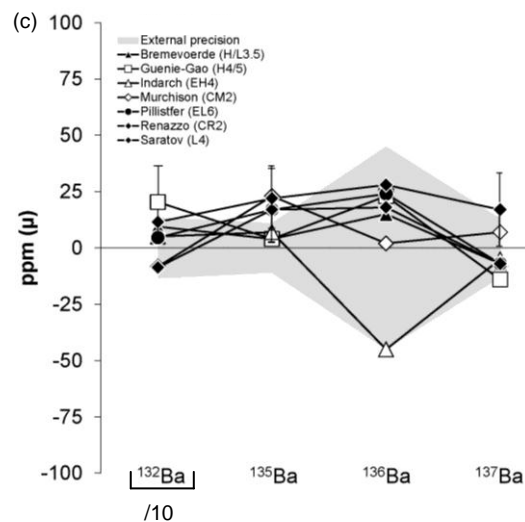 (c)
100
75
50
25
0
-25
-50
-75
-100
ppm (µ)
External precision
Bremevoerde (H/L3.5)
Guenie-Gao (H4/5)
Indarch (EH4)
Murchison (CM2)
Pillistfer (EL6)
Renazzo (CR2)
Saratov (L4)
¹³²Ba ¹³⁵Ba ¹³⁶Ba ¹³⁷Ba
/10